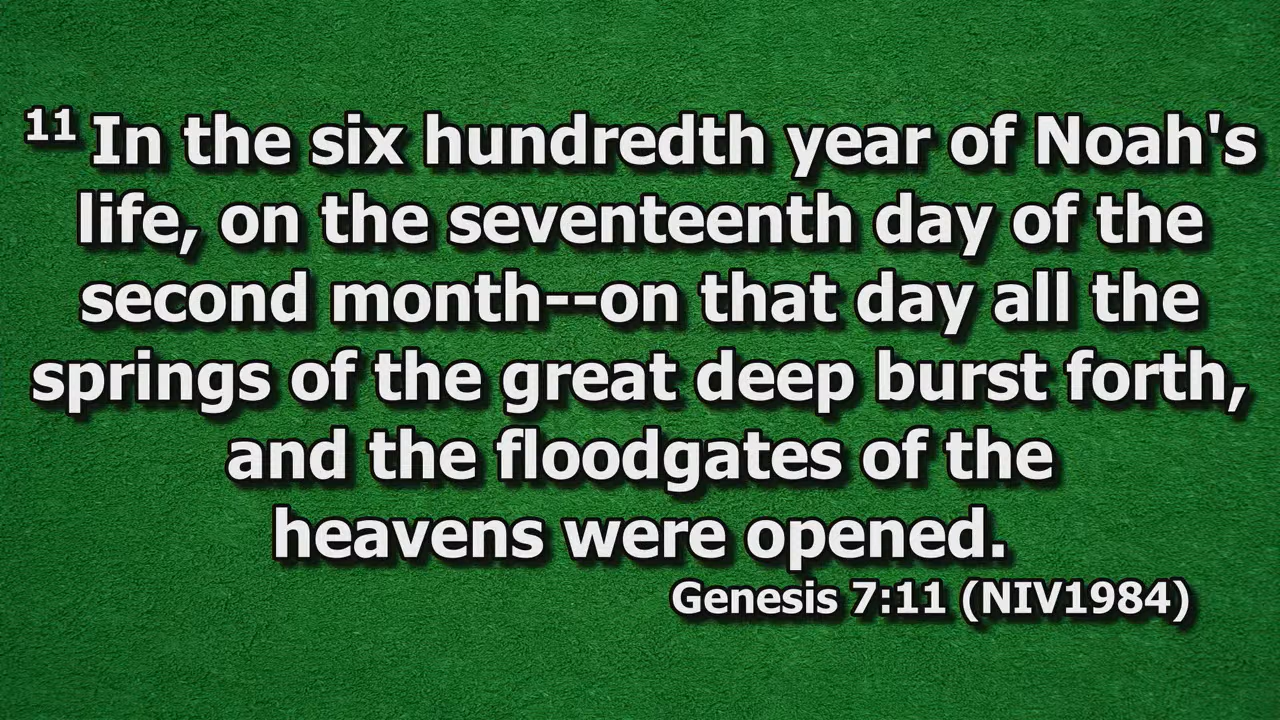 11 In the six hundredth year of Noah's
life, on the seventeenth day of the
second month--on that day all the
springs of the great deep burst forth,
and the floodgates of the
heavens were opened.
Genesis 7:11 (NIV1984)